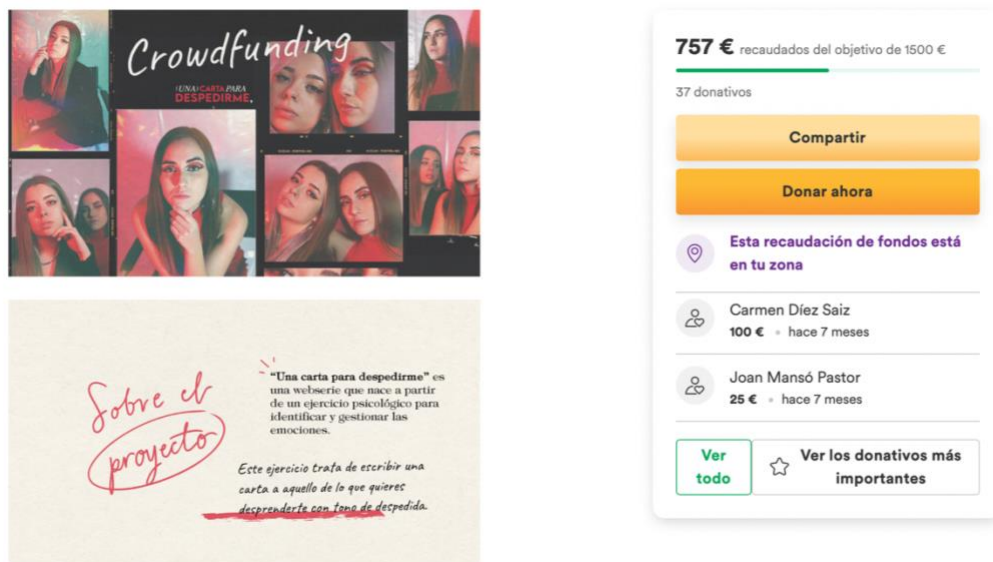 Crowdfunding
(UNA) CARTA PARA
DESPEDIRME.
Sobre el
proyecto
“Una carta para despedirme” es
una webserie que nace a partir
de un ejercicio psicológico para
identificar y gestionar las
emociones.
Este ejercicio trata de escribir una
carta a aquello de lo que quieres
desprenderte con tono de despedida.
757 € recaudados del objetivo de 1500 €
37 donativos
Compartir
Donar ahora
Esta recaudación de fondos está
en tu zona
Carmen Díez Saiz
100 € • hace 7 meses
Joan Mansó Pastor
25 € • hace 7 meses
Ver
todo
Ver los donativos más
importantes